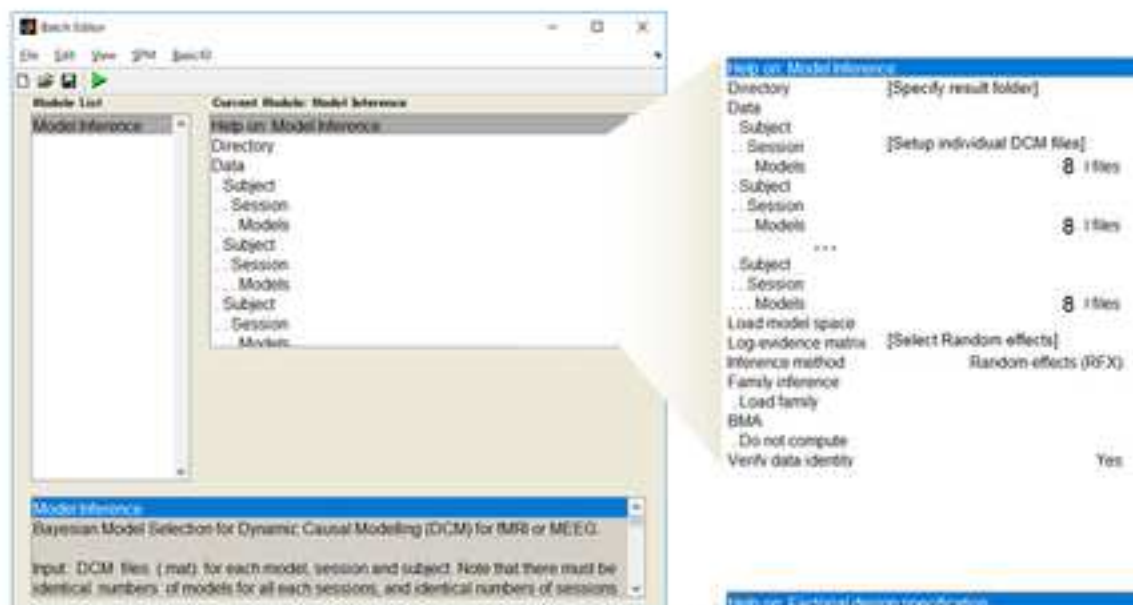 Batch Editor
File Edit View SPM BasicIO
Module List
Current Module: Model Inference
Model Inference
Help on: Model Inference
Directory
Data
. Subject
. . Session
. . . Models
. Subject
. . Session
. . . Models
. Subject
. . Session
. . . Models
Model Inference
Bayesian Model Selection for Dynamic Causal Modelling (DCM) for fMRI or MEEG.
Input: DCM files (.mat) for each model, session and subject. Note that there must be
identical numbers of models for all each sessions, and identical numbers of sessions
Help on: Model Inference
Directory [Specify result folder]
Data
. Subject
. . Session [Setup individual DCM files]
. . . Models 8 files
. Subject
. . Session
. . . Models 8 files
...
. Subject
. . Session
. . . Models 8 files
Load model space
Log-evidence matrix [Select Random effects]
Inference method Random effects (RFX)
Family inference
. Load family
BMA
. Do not compute
Verify data identity Yes
Help on: Factorial design specification